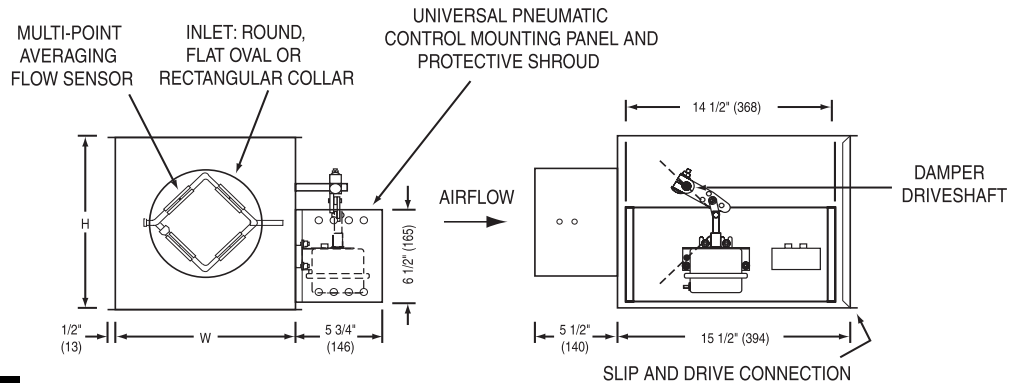 MULTI-POINT
AVERAGING
FLOW SENSOR
INLET: ROUND,
FLAT OVAL OR
RECTANGULAR COLLAR
UNIVERSAL PNEUMATIC
CONTROL MOUNTING PANEL AND
PROTECTIVE SHROUD
14 1/2" (368)
DAMPER
DRIVESHAFT
AIRFLOW
H
6 1/2" (165)
1/2"
(13)
W
5 3/4"
(146)
5 1/2"
(140)
15 1/2" (394)
SLIP AND DRIVE CONNECTION